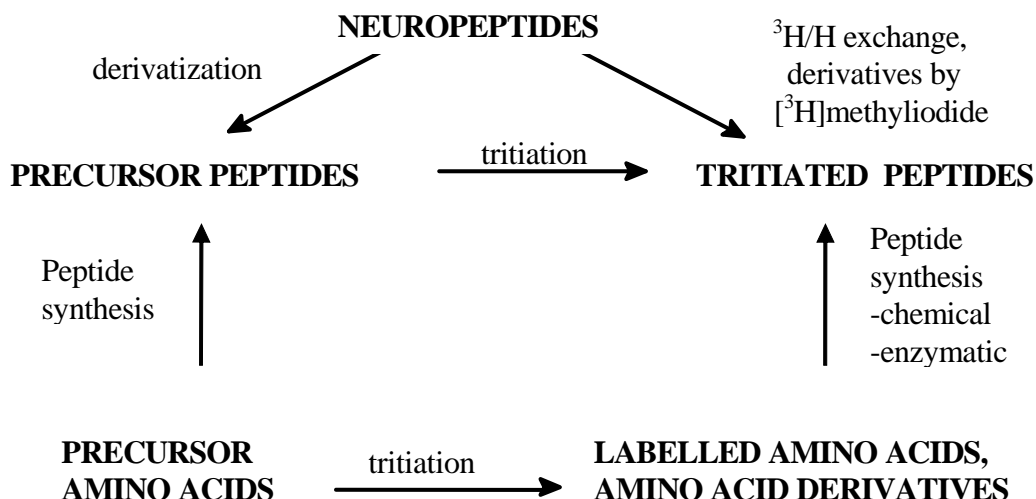 NEUROPEPTIDES
derivatization
³H/H exchange,
derivatives by
[³H]methyliodide
PRECURSOR PEPTIDES
tritiation
TRITIATED PEPTIDES
Peptide
synthesis
Peptide
synthesis
-chemical
-enzymatic
PRECURSOR
AMINO ACIDS
tritiation
LABELLED AMINO ACIDS,
AMINO ACID DERIVATIVES